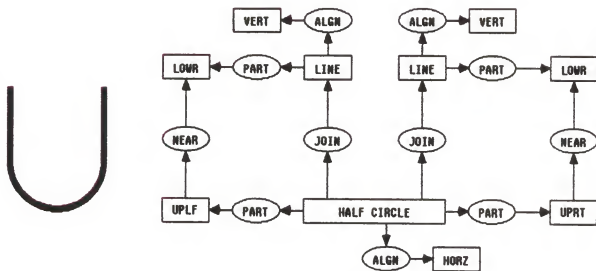 VERT ALGN ALGN VERT
LOWR PART LINE LINE PART LOWR
NEAR JOIN JOIN NEAR
UPLF PART HALF CIRCLE PART UPRT
ALGN HORZ